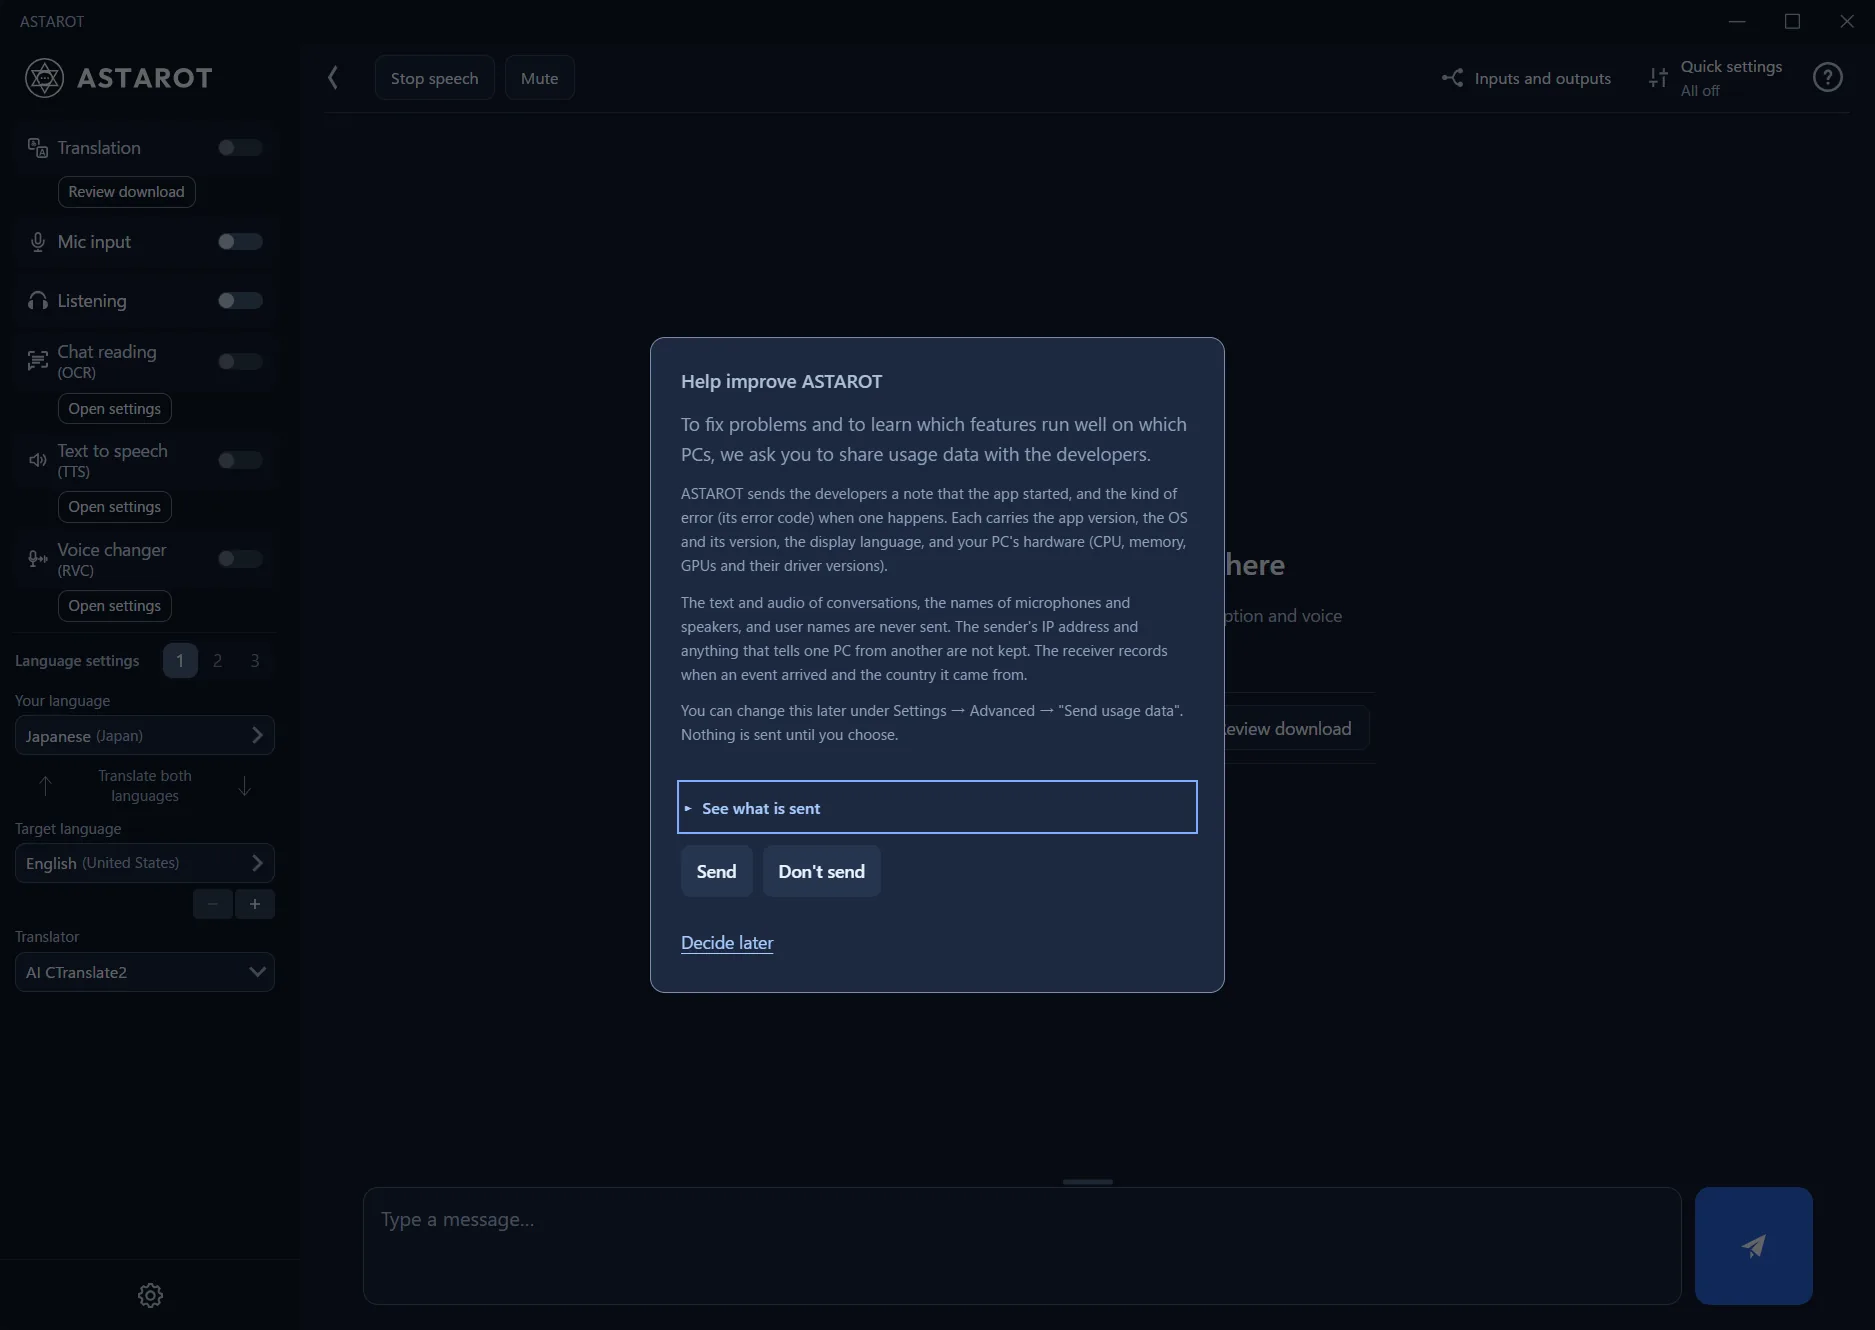 ASTAROT
ASTAROT
Stop speech
Mute
Inputs and outputs
Quick settings
All off
Translation
Review download
Mic input
Listening
Chat reading
(OCR)
Open settings
Text to speech
(TTS)
Open settings
Voice changer
(RVC)
Open settings
Language settings
1
2
3
Your language
Japanese (Japan)
Translate both
languages
Target language
English (United States)
Translator
AI CTranslate2
Help improve ASTAROT
To fix problems and to learn which features run well on which
PCs, we ask you to share usage data with the developers.
ASTAROT sends the developers a note that the app started, and the kind of
error (its error code) when one happens. Each carries the app version, the OS
and its version, the display language, and your PC's hardware (CPU, memory,
GPUs and their driver versions).
The text and audio of conversations, the names of microphones and
speakers, and user names are never sent. The sender's IP address and
anything that tells one PC from another are not kept. The receiver records
when an event arrived and the country it came from.
You can change this later under Settings → Advanced → "Send usage data".
Nothing is sent until you choose.
See what is sent
Send
Don't send
Decide later
here
and voice
download
Type a message...